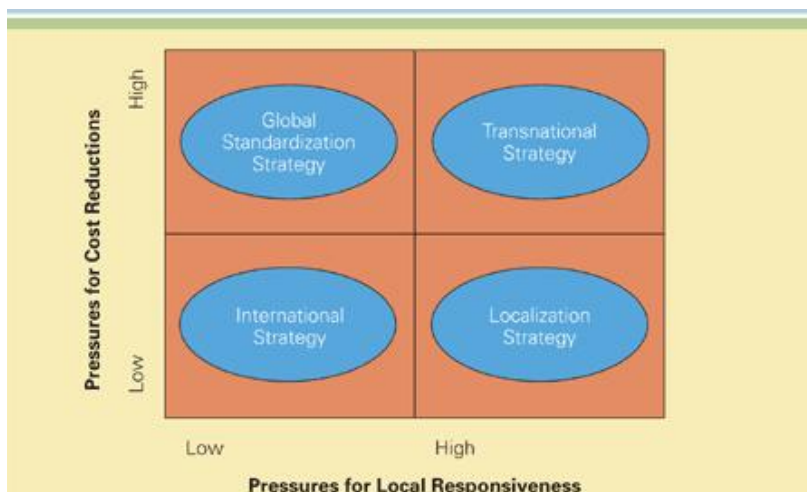 High
Global
Standardization
Strategy
Transnational
Strategy
Pressures for Cost Reductions
International
Strategy
Localization
Strategy
Low
Low
High
Pressures for Local Responsiveness